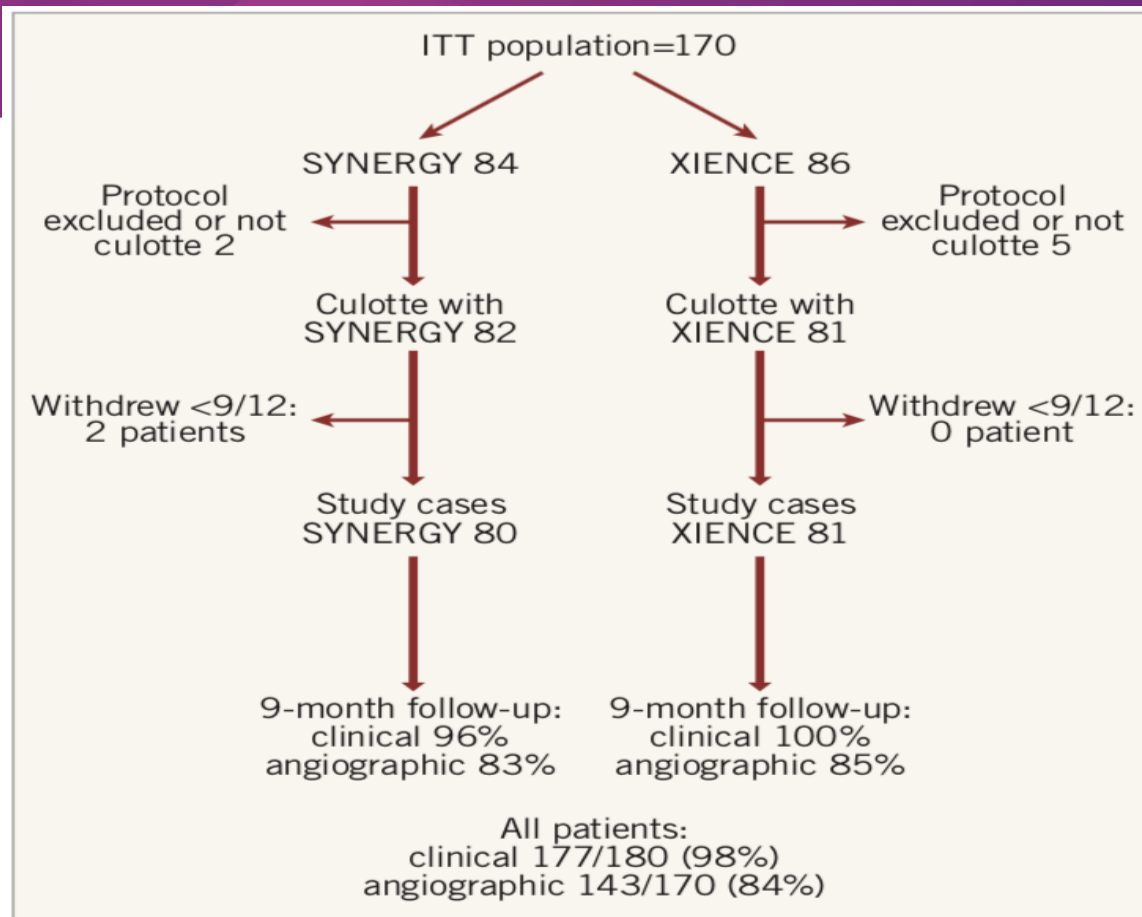 ITT population=170
SYNERGY 84
XIENCE 86
Protocol
excluded or not
culotte 2
Protocol
excluded or not
culotte 5
Culotte with
SYNERGY 82
Culotte with
XIENCE 81
Withdrew <9/12:
2 patients
Withdrew <9/12:
0 patient
Study cases
SYNERGY 80
Study cases
XIENCE 81
9-month follow-up:
clinical 96%
angiographic 83%
9-month follow-up:
clinical 100%
angiographic 85%
All patients:
clinical 177/180 (98%)
angiographic 143/170 (84%)